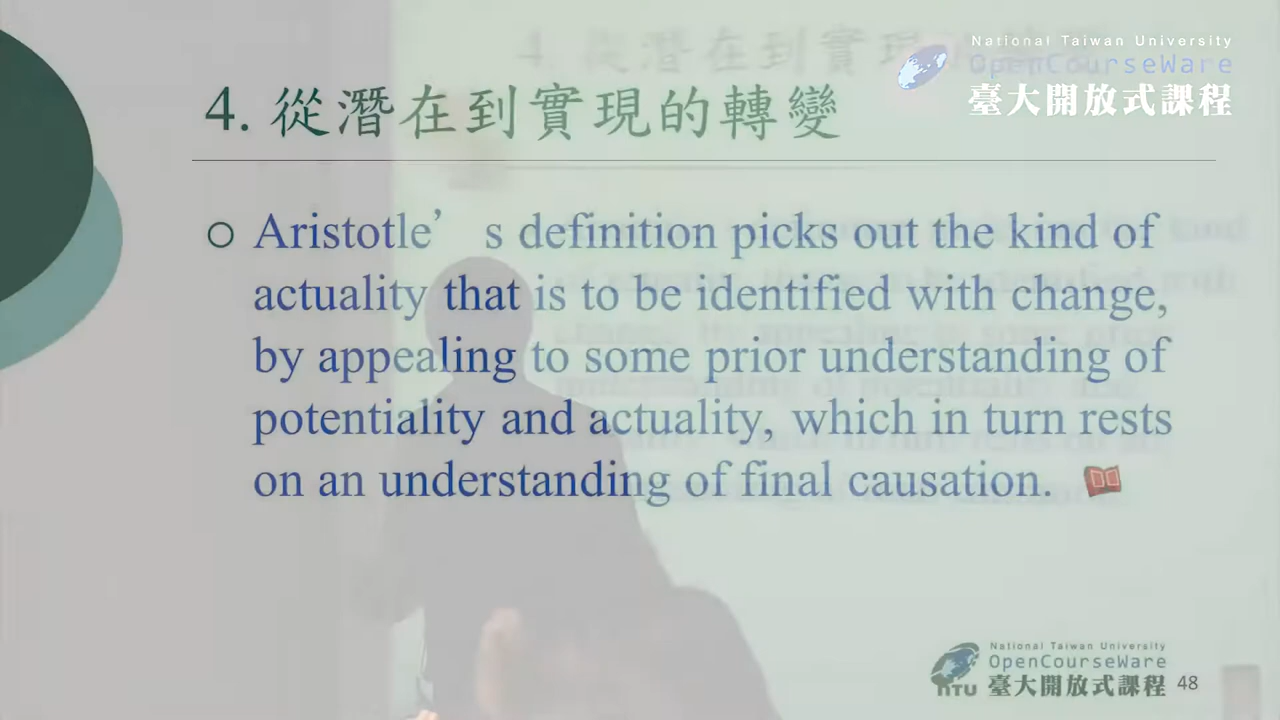 National Taiwan University
OpenCourseWare
臺大開放式課程
4. 從潛在到實現的轉變
Aristotle’ s definition picks out the kind of
actuality that is to be identified with change,
by appealing to some prior understanding of
potentiality and actuality, which in turn rests
on an understanding of final causation.
National Taiwan University
OpenCourseWare
NTU 臺大開放式課程 48